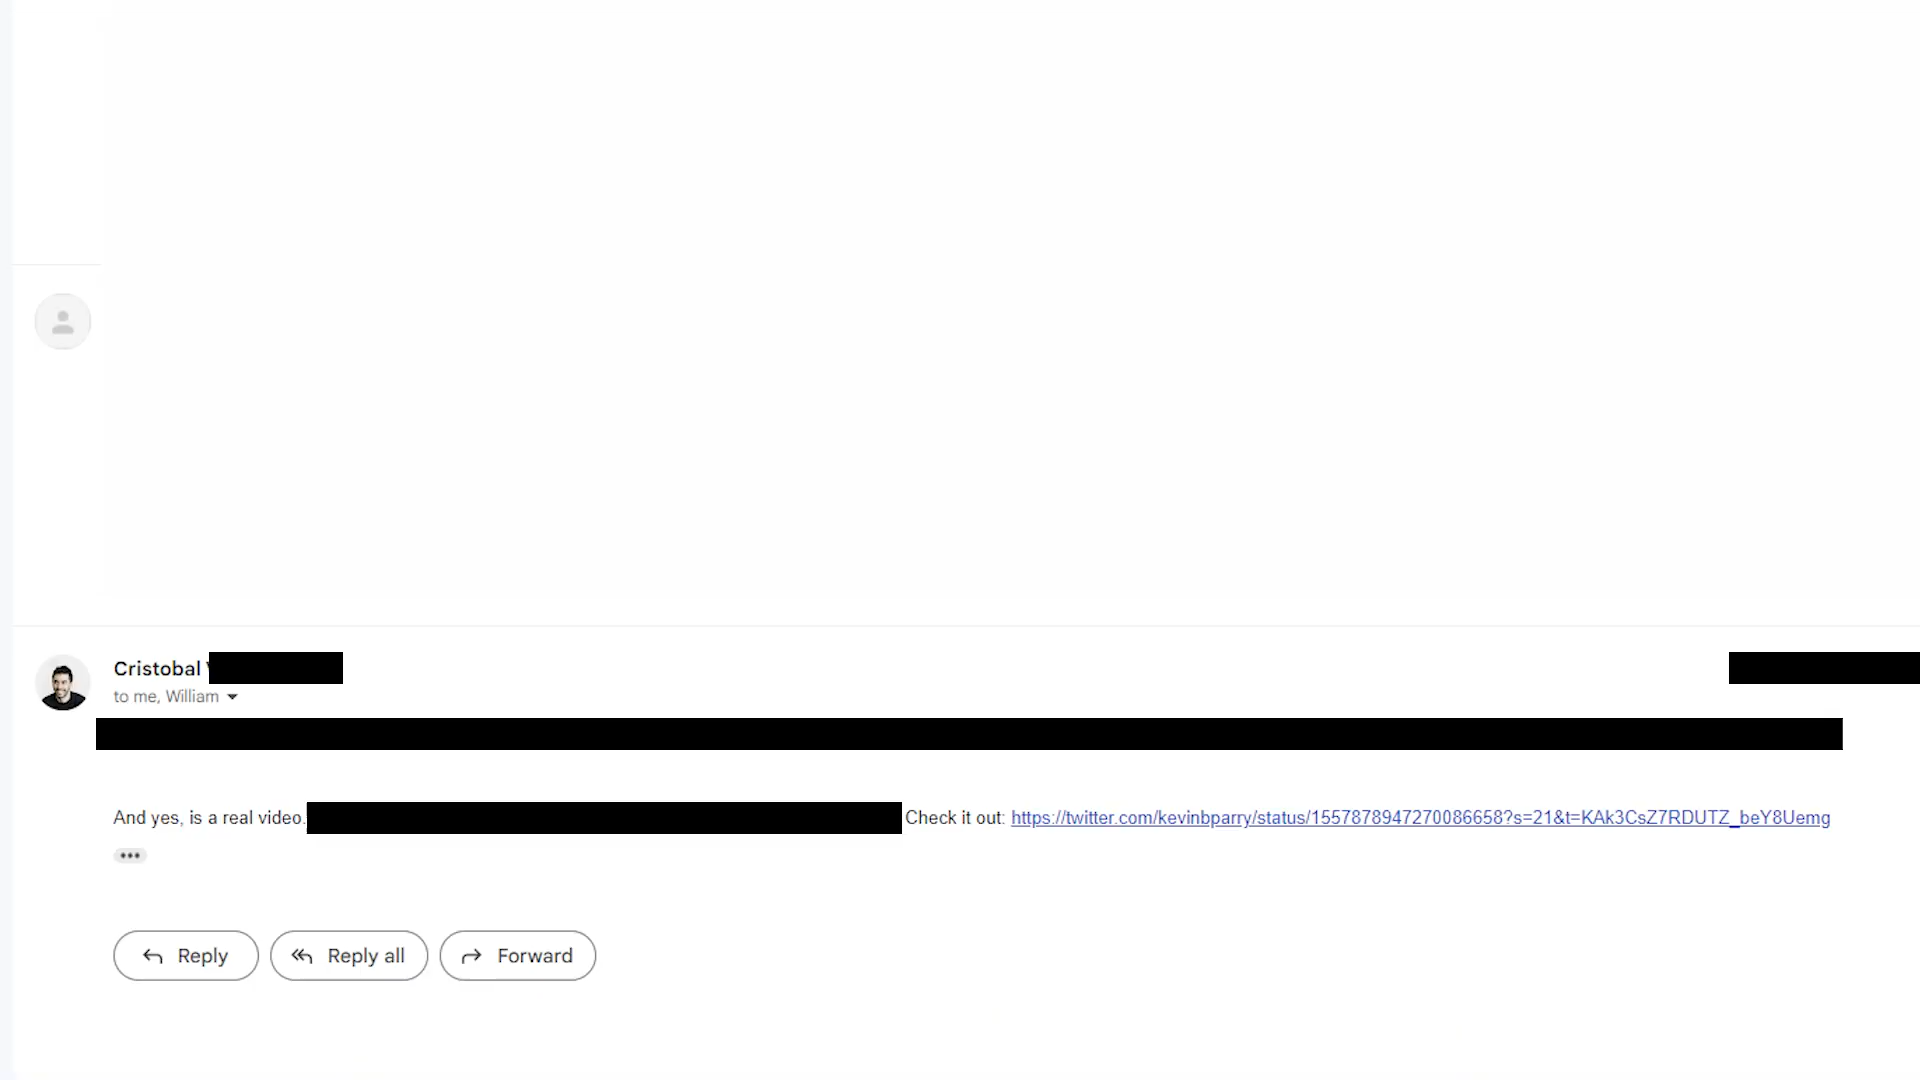 Cristobal
to me, William
And yes, is a real video. Check it out: https://twitter.com/kevinbparry/status/1557878947270086658?s=21&t=KAk3CsZ7RDUTZ_beY8Uemg
Reply Reply all Forward